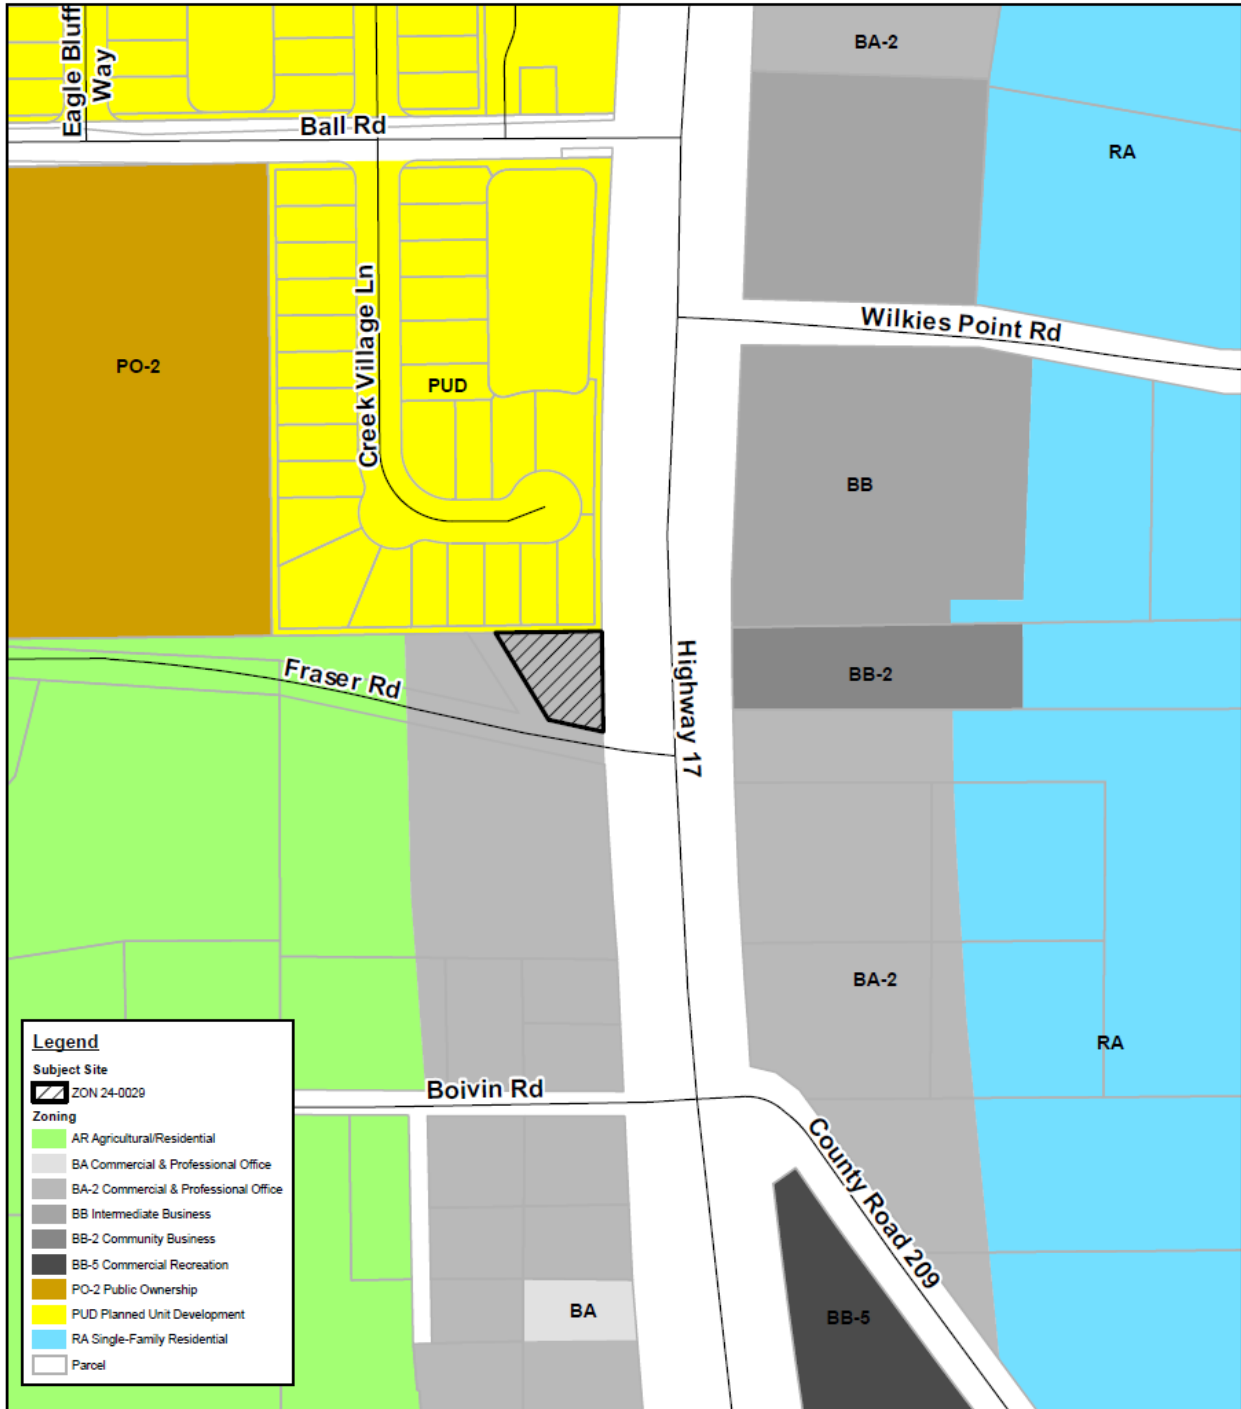 Eagle Bluff
Way
Ball Rd
BA-2
RA
PO-2
Creek Village Ln
PUD
Wilkies Point Rd
BB
Fraser Rd
Highway 17
BB-2
BA-2
RA
Boivin Rd
County Road 209
BA
BB-5
Legend
Subject Site
ZON 24-0029
Zoning
AR Agricultural/Residential
BA Commercial & Professional Office
BA-2 Commercial & Professional Office
BB Intermediate Business
BB-2 Community Business
BB-5 Commercial Recreation
PO-2 Public Ownership
PUD Planned Unit Development
RA Single-Family Residential
Parcel